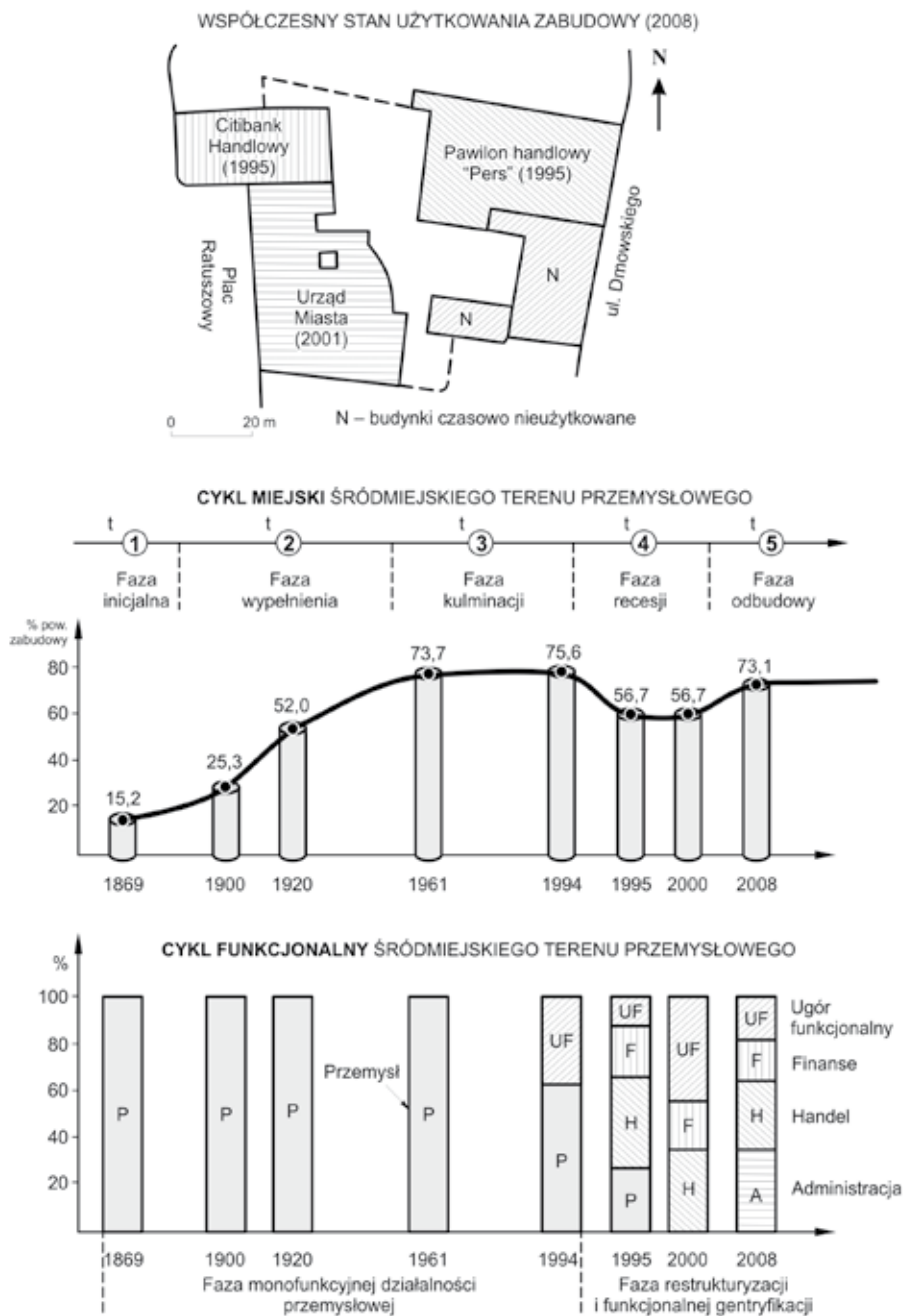 WSPÓŁCZESNY STAN UŻYTKOWANIA ZABUDOWY (2008)
N
Citibank
Handlowy
(1995)
Pawilon handlowy
"Pers" (1995)
Plac
Ratuszowy
Urząd
Miasta
(2001)
N
N
ul. Dmowskiego
0 20 m
N – budynki czasowo nieużytkowane
CYKL MIEJSKI ŚRÓDMIEJSKIEGO TERENU PRZEMYSŁOWEGO
t t t t t
1 2 3 4 5
Faza Faza Faza Faza Faza
inicjalna wypełnienia kulminacji recesji odbudowy
% pow.
zabudowy
80
60
40
20
15,2 25,3 52,0 73,7 75,6 56,7 56,7 73,1
1869 1900 1920 1961 1994 1995 2000 2008
CYKL FUNKCJONALNY ŚRÓDMIEJSKIEGO TERENU PRZEMYSŁOWEGO
%
100
80
60
40
20
P P P P
Przemysł
UF
P
UF
F
H
P
UF
F
H
UF
F
H
A
Ugór
funkcjonalny
Finanse
Handel
Administracja
1869 1900 1920 1961 1994 1995 2000 2008
Faza monofunkcyjnej działalności
przemysłowej
Faza restrukturyzacji
i funkcjonalnej gentryfikacji